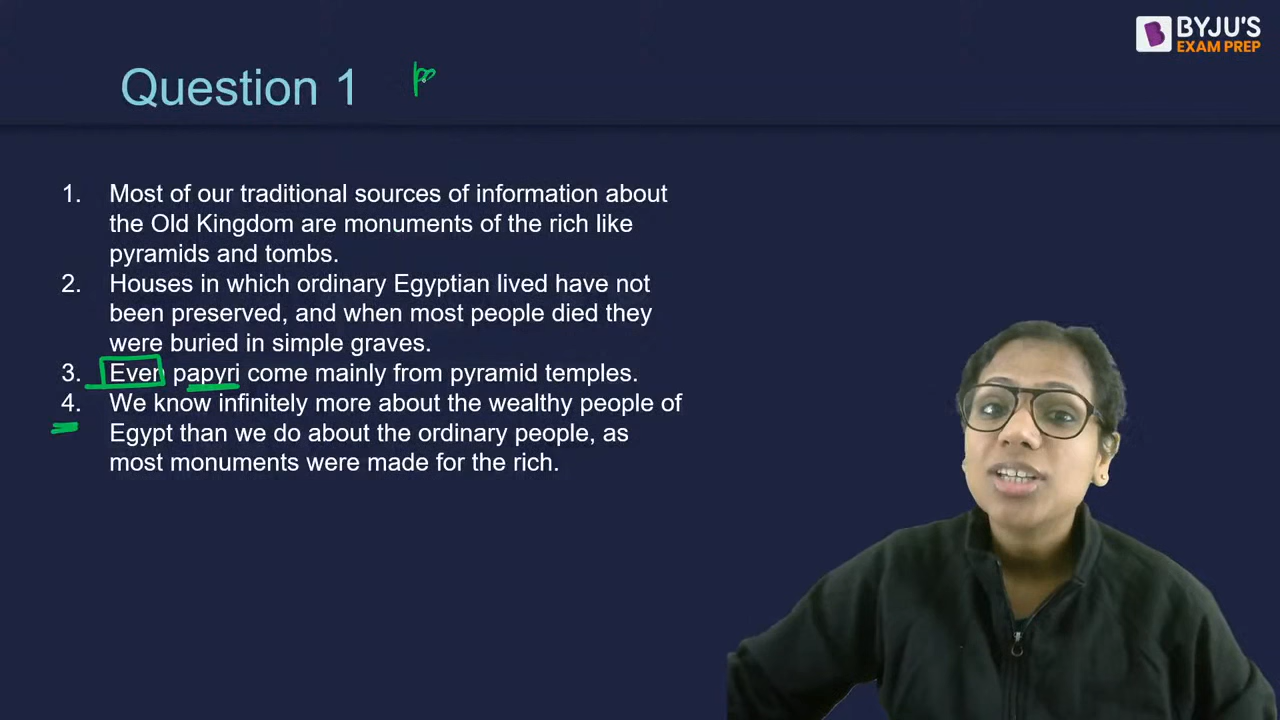 BYJU'S
EXAM PREP
Question 1
1. Most of our traditional sources of information about
the Old Kingdom are monuments of the rich like
pyramids and tombs.
2. Houses in which ordinary Egyptian lived have not
been preserved, and when most people died they
were buried in simple graves.
3. Even papyri come mainly from pyramid temples.
4. We know infinitely more about the wealthy people of
Egypt than we do about the ordinary people, as
most monuments were made for the rich.